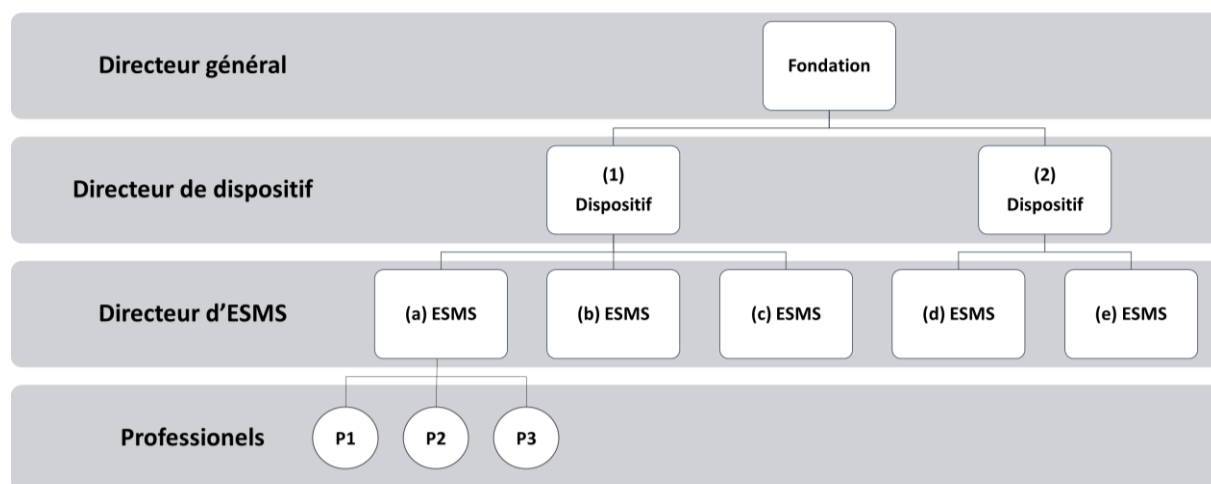 Directeur général
Fondation
Directeur de dispositif
(1)
Dispositif
(2)
Dispositif
Directeur d’ESMS
(a) ESMS
(b) ESMS
(c) ESMS
(d) ESMS
(e) ESMS
Professionels
P1
P2
P3